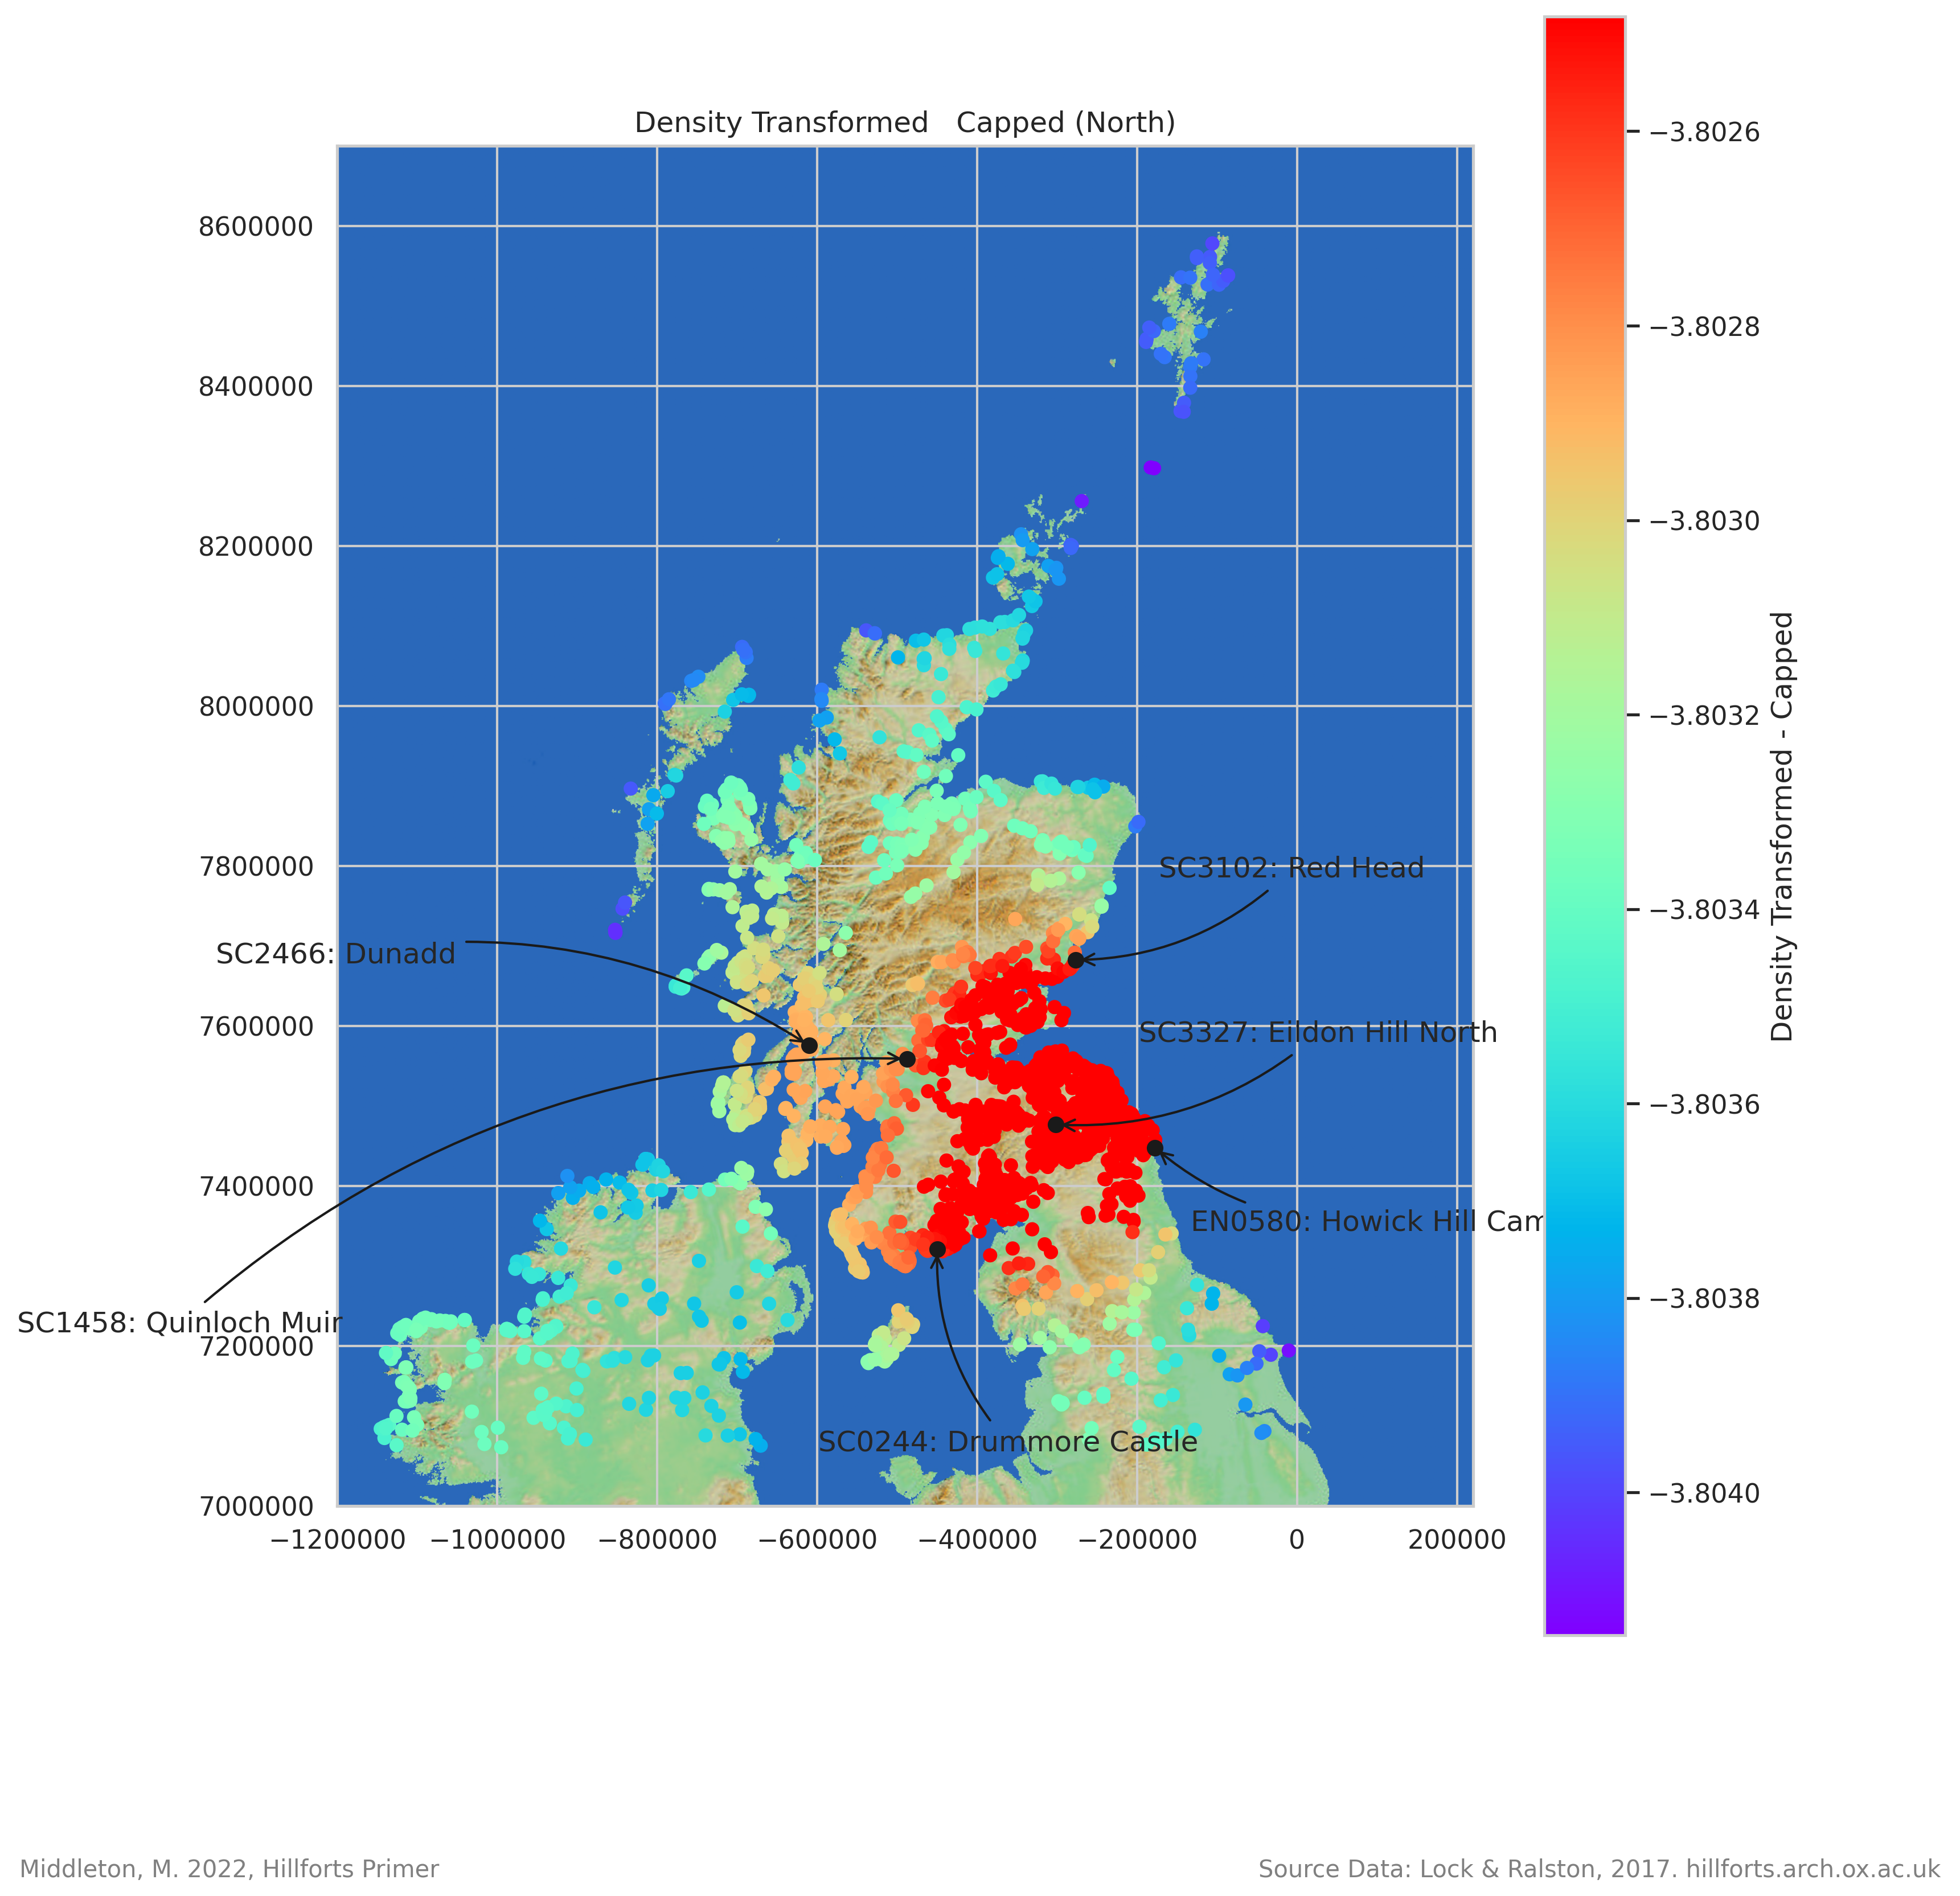 Density Transformed   Capped (North)
8600000
8400000
8200000
8000000
7800000
7600000
7400000
7200000
7000000
−1200000
−1000000
−800000
−600000
−400000
−200000
0
200000
SC3102: Red Head
SC2466: Dunadd
SC3327: Eildon Hill North
EN0580: Howick Hill Cam
SC1458: Quinloch Muir
SC0244: Drummore Castle
−3.8026
−3.8028
−3.8030
−3.8032
−3.8034
−3.8036
−3.8038
−3.8040
Density Transformed - Capped
Middleton, M. 2022, Hillforts Primer
Source Data: Lock & Ralston, 2017. hillforts.arch.ox.ac.uk